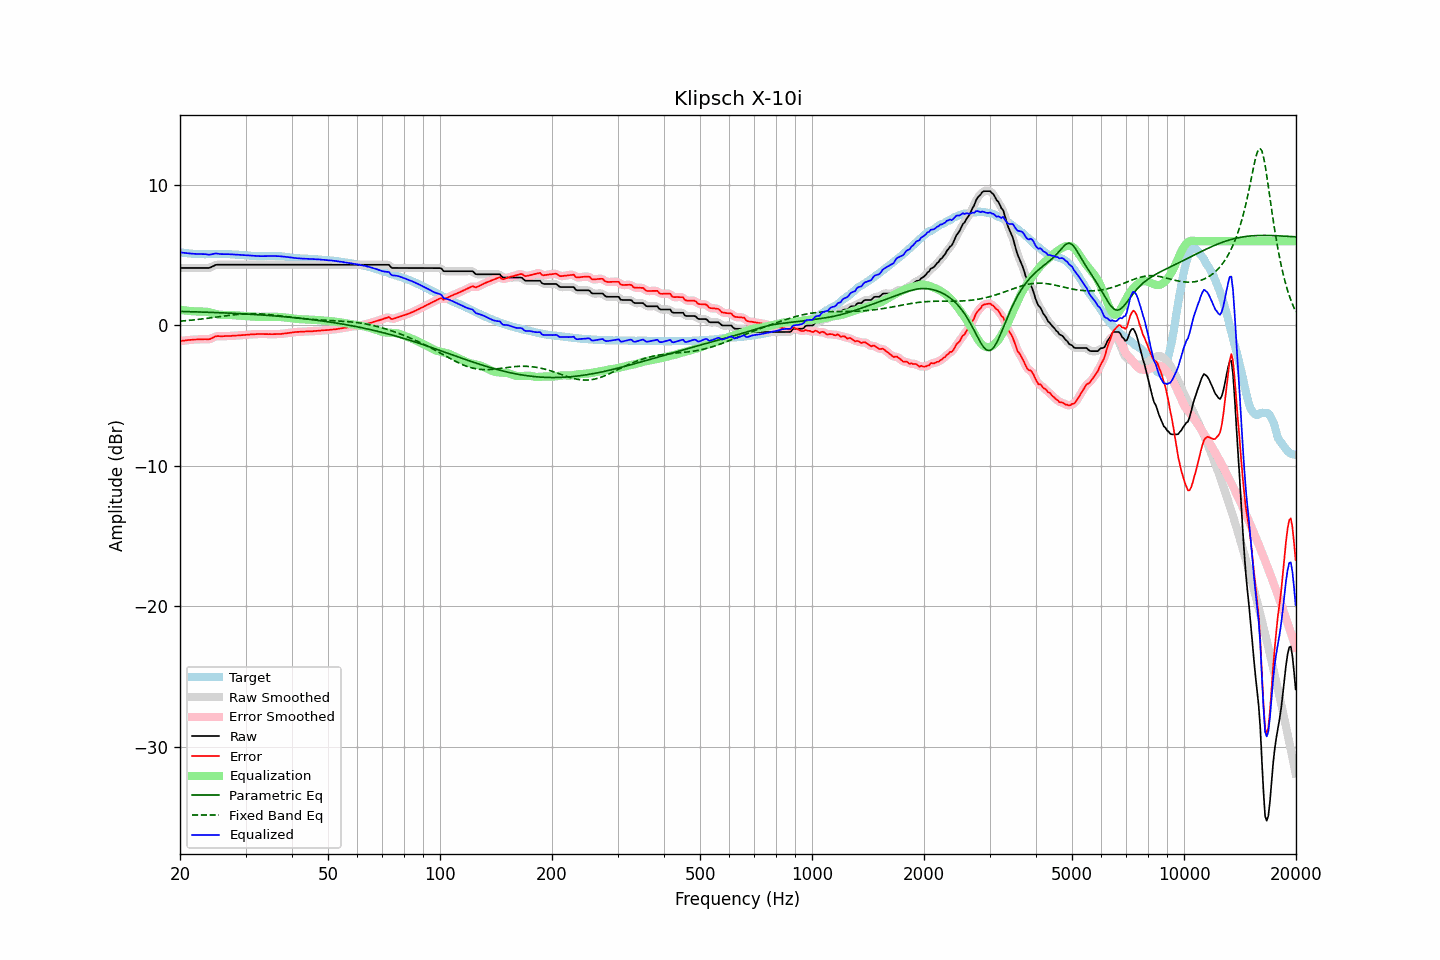 Klipsch X-10i
Amplitude (dBr)
10
0
−10
−20
−30
Target
Raw Smoothed
Error Smoothed
Raw
Error
Equalization
Parametric Eq
Fixed Band Eq
Equalized
20
50
100
200
500
1000
2000
5000
10000
20000
Frequency (Hz)